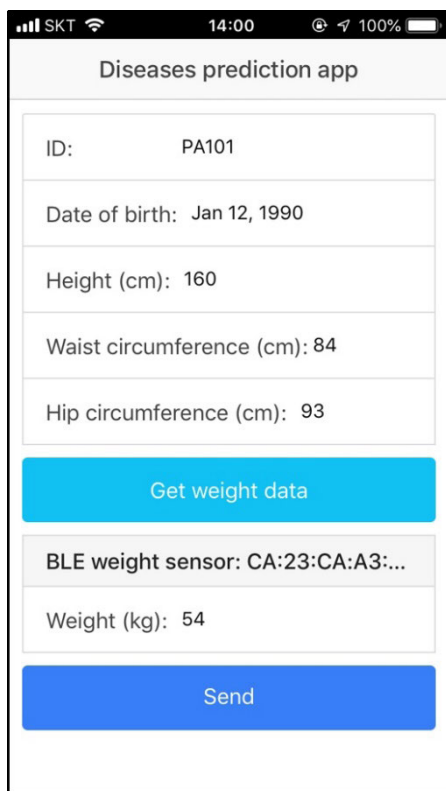 SKT 14:00 100%
Diseases prediction app
ID: PA101
Date of birth: Jan 12, 1990
Height (cm): 160
Waist circumference (cm): 84
Hip circumference (cm): 93
Get weight data
BLE weight sensor: CA:23:CA:A3:...
Weight (kg): 54
Send